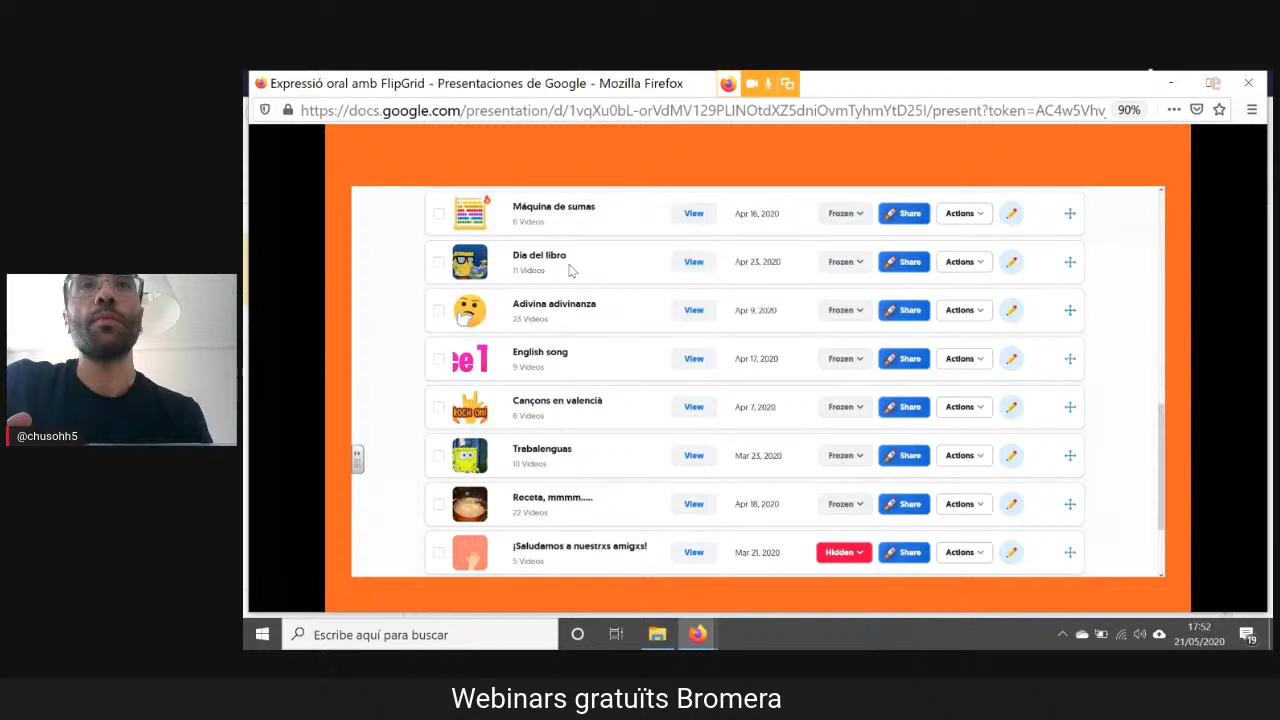 Expressió oral amb FlipGrid - Presentaciones de Google - Mozilla Firefox
https://docs.google.com/presentation/d/1vqXu0bL-orVdMV129PLINOtdXZ5dniOvmTyhmYtD25I/present?token=AC4w5Vhv_ 90%
Máquina de sumas
6 Videos
View Apr 16, 2020 Frozen Share Actions
Dia del libro
11 Videos
View Apr 23, 2020 Frozen Share Actions
Adivina adivinanza
23 Videos
View Apr 9, 2020 Frozen Share Actions
ce1
English song
9 Videos
View Apr 17, 2020 Frozen Share Actions
ROCK ON!
Cançons en valencià
6 Videos
View Apr 7, 2020 Frozen Share Actions
Trabalenguas
10 Videos
View Mar 23, 2020 Frozen Share Actions
Receta, mmmm.....
22 Videos
View Apr 18, 2020 Frozen Share Actions
¡Saludamos a nuestrxs amigxs!
5 Videos
View Mar 21, 2020 Hidden Share Actions
@chusohh5
Escribe aquí para buscar
17:52
21/05/2020
19
Webinars gratuïts Bromera